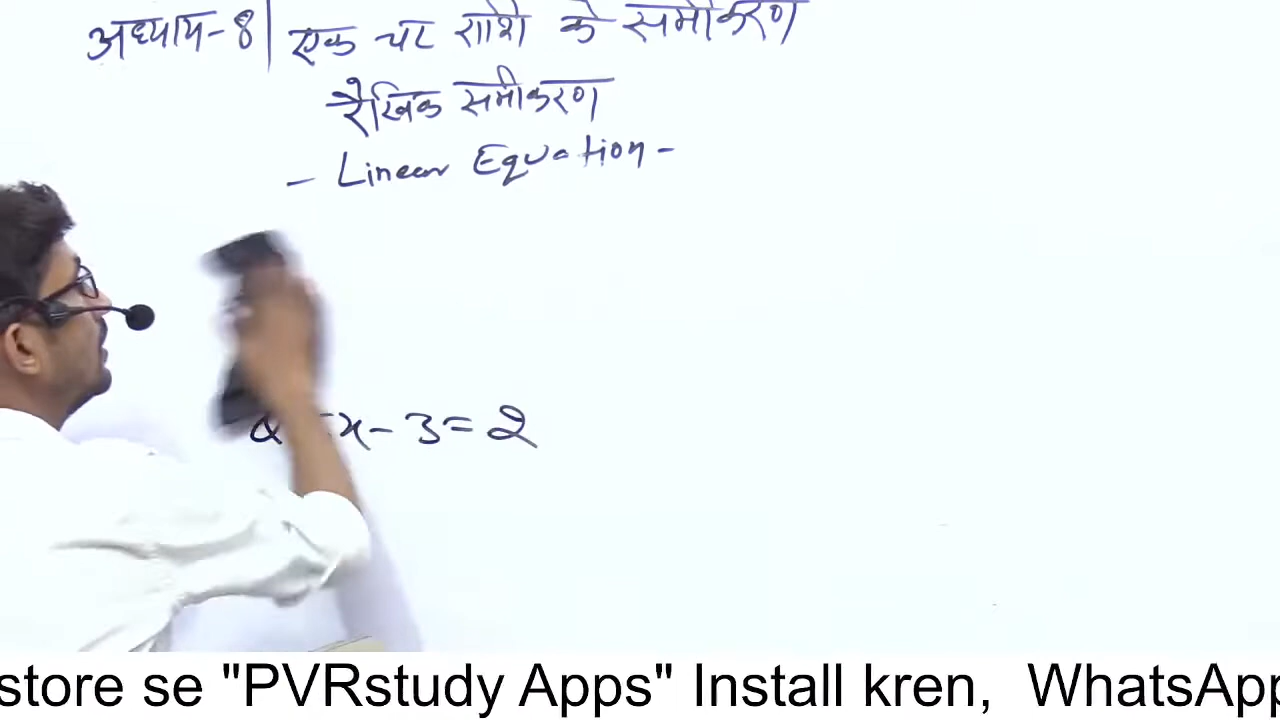 अध्याय-8| एक चर राशि के समीकरण
रैखिक समीकरण
- Linear Equation -
x - 3 = 2
store se "PVRstudy Apps" Install kren, WhatsApp